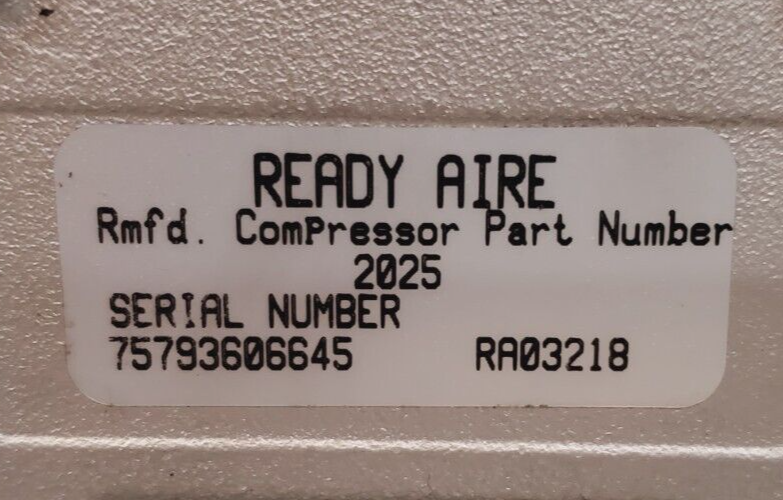 READY AIRE
Rmfd. Compressor Part Number
2025
SERIAL NUMBER
75793606645 RA03218